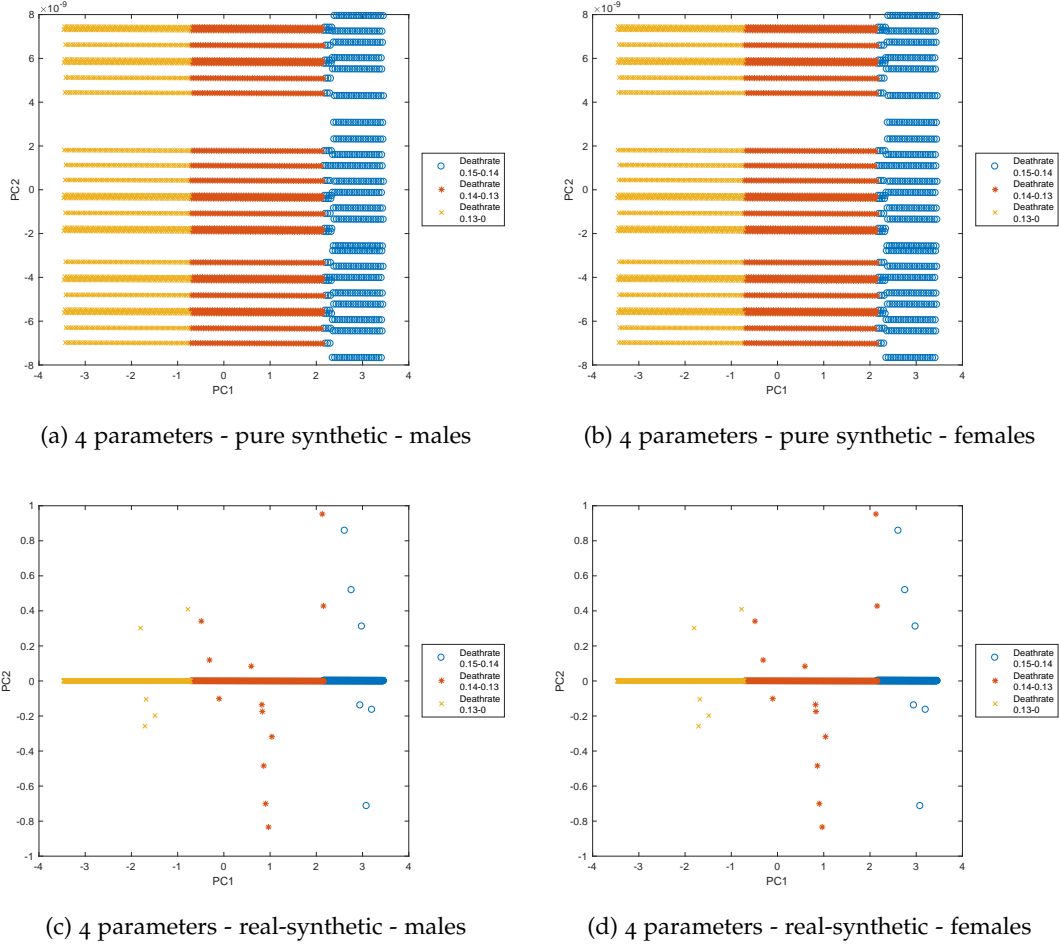 ×10⁻⁹
8
6
4
2
0
-2
-4
-6
-8
PC2
-4 -3 -2 -1 0 1 2 3 4
PC1
Deathrate
0.15-0.14
Deathrate
0.14-0.13
Deathrate
0.13-0
(a) 4 parameters - pure synthetic - males
×10⁻⁹
8
6
4
2
0
-2
-4
-6
-8
PC2
-4 -3 -2 -1 0 1 2 3 4
PC1
Deathrate
0.15-0.14
Deathrate
0.14-0.13
Deathrate
0.13-0
(b) 4 parameters - pure synthetic - females
1
0.8
0.6
0.4
0.2
0
-0.2
-0.4
-0.6
-0.8
-1
PC2
-4 -3 -2 -1 0 1 2 3 4
PC1
Deathrate
0.15-0.14
Deathrate
0.14-0.13
Deathrate
0.13-0
(c) 4 parameters - real-synthetic - males
1
0.8
0.6
0.4
0.2
0
-0.2
-0.4
-0.6
-0.8
-1
PC2
-4 -3 -2 -1 0 1 2 3 4
PC1
Deathrate
0.15-0.14
Deathrate
0.14-0.13
Deathrate
0.13-0
(d) 4 parameters - real-synthetic - females